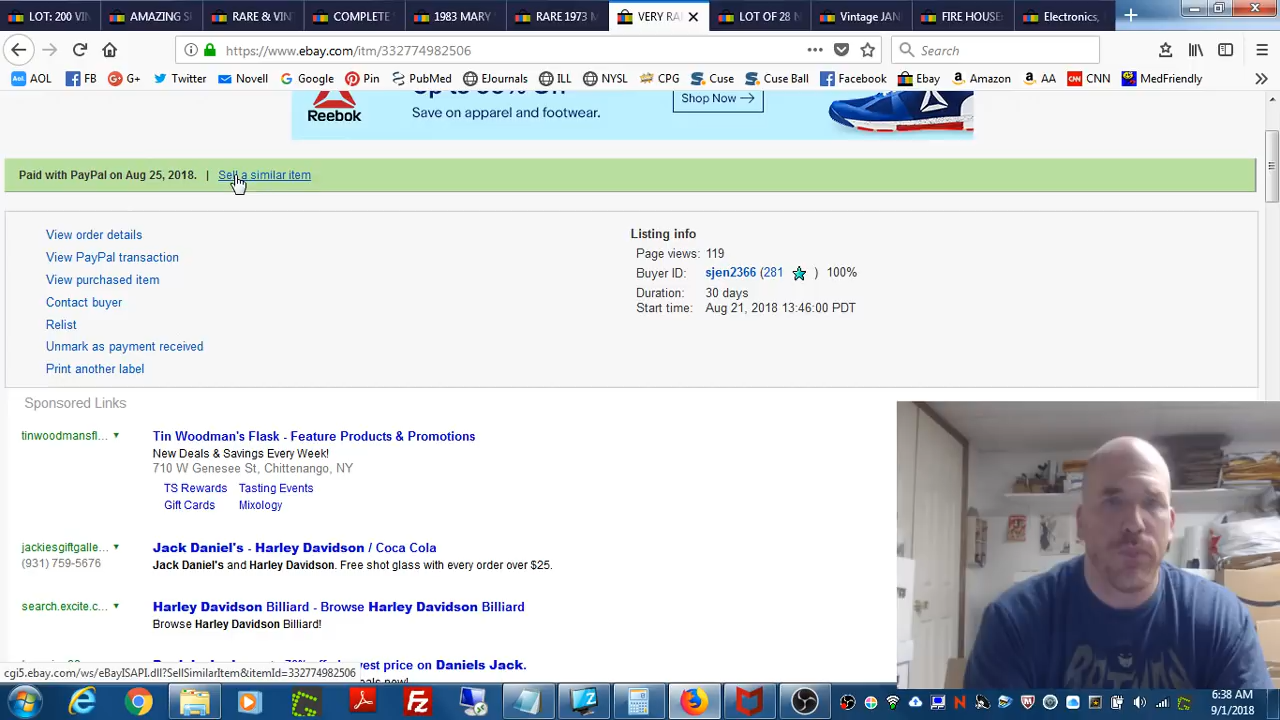 LOT: 200 VIN
AMAZING S
RARE & VIN
COMPLETE
1983 MARY
RARE 1973 M
VERY RA
LOT OF 28 N
Vintage JAN
FIRE HOUSE
Electronics,
https://www.ebay.com/itm/332774982506
Search
AOL
FB
G+
Twitter
Novell
Google
Pin
PubMed
EJournals
ILL
NYSL
CPG
Cuse
Cuse Ball
Facebook
Ebay
Amazon
AA
CNN
MedFriendly
Reebok
Save on apparel and footwear.
Shop Now
Paid with PayPal on Aug 25, 2018. | Sell a similar item
View order details
View PayPal transaction
View purchased item
Contact buyer
Relist
Unmark as payment received
Print another label
Listing info
Page views: 119
Buyer ID: sjen2366 (281 ) 100%
Duration: 30 days
Start time: Aug 21, 2018 13:46:00 PDT
Sponsored Links
tinwoodmansfl...
Tin Woodman's Flask - Feature Products & Promotions
New Deals & Savings Every Week!
710 W Genesee St, Chittenango, NY
TS Rewards Tasting Events
Gift Cards Mixology
jackiesgiftgalle...
(931) 759-5676
Jack Daniel's - Harley Davidson / Coca Cola
Jack Daniel's and Harley Davidson. Free shot glass with every order over $25.
search.excite.c...
Harley Davidson Billiard - Browse Harley Davidson Billiard
Browse Harley Davidson Billiard!
west price on Daniels Jack.
cgi5.ebay.com/ws/eBayISAPI.dll?SellSimilarItem&itemId=332774982506
6:38 AM
9/1/2018